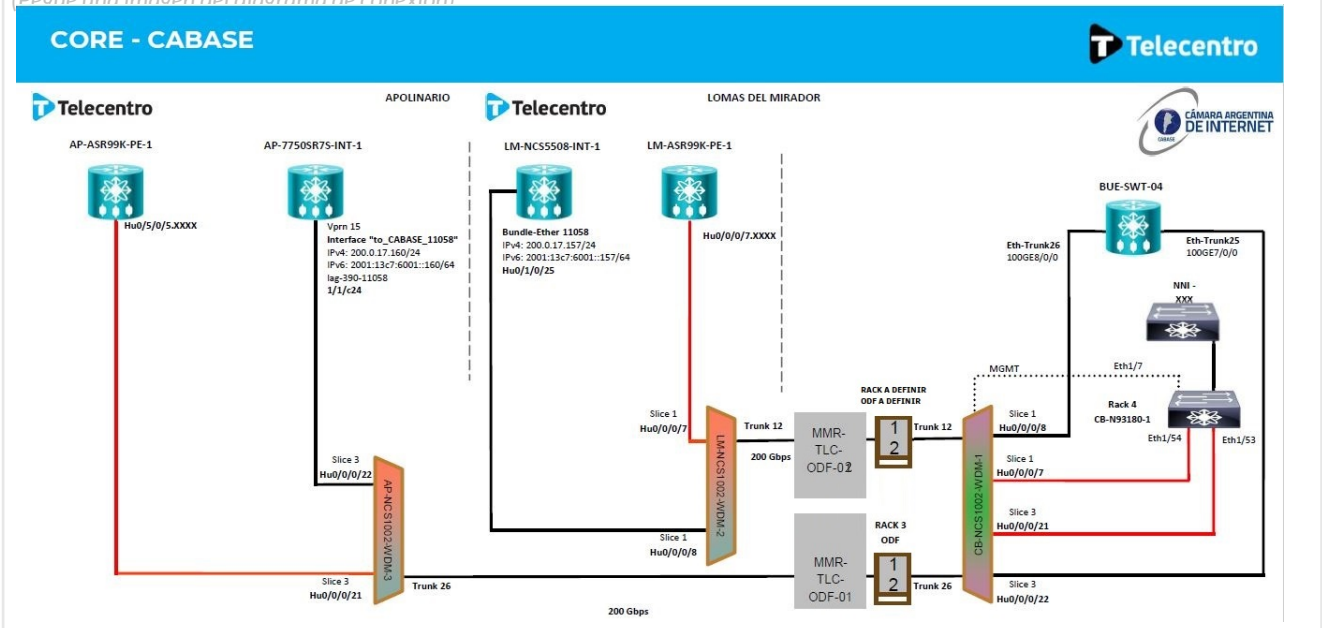 CORE - CABASE
Telecentro
Telecentro
APOLINARIO
Telecentro
LOMAS DEL MIRADOR
CÁMARA ARGENTINA
DE INTERNET
CABASE
AP-ASR99K-PE-1
AP-7750SR7S-INT-1
LM-NCS5508-INT-1
LM-ASR99K-PE-1
BUE-SWT-04
Hu0/5/0/5.XXXX
Vprn 15
Interface "to_CABASE_11058"
IPv4: 200.0.17.160/24
IPv6: 2001:13c7:6001::160/64
lag-390-11058
1/1/c24
Bundle-Ether 11058
IPv4: 200.0.17.157/24
IPv6: 2001:13c7:6001::157/64
Hu0/1/0/25
Hu0/0/0/7.XXXX
Eth-Trunk26
100GE8/0/0
Eth-Trunk25
100GE7/0/0
NNI -
XXX
MGMT
Eth1/7
Rack 4
CB-N93180-1
Eth1/54
Eth1/53
RACK A DEFINIR
ODF A DEFINIR
1
2
Slice 1
Hu0/0/0/7
Trunk 12
200 Gbps
MMR-
TLC-
Trunk 12
Slice 1
Hu0/0/0/8
LM-NCS1002-WDM-2
CB-NCS1002-WDM-1
Slice 1
Hu0/0/0/7
Slice 3
Hu0/0/0/22
AP-NCS1002-WDM-3
Slice 3
Hu0/0/0/21
RACK 3
ODF
1
2
Slice 1
Hu0/0/0/8
MMR-
TLC-
ODF-01
Slice 3
Hu0/0/0/21
Trunk 26
Trunk 26
Slice 3
Hu0/0/0/22
200 Gbps